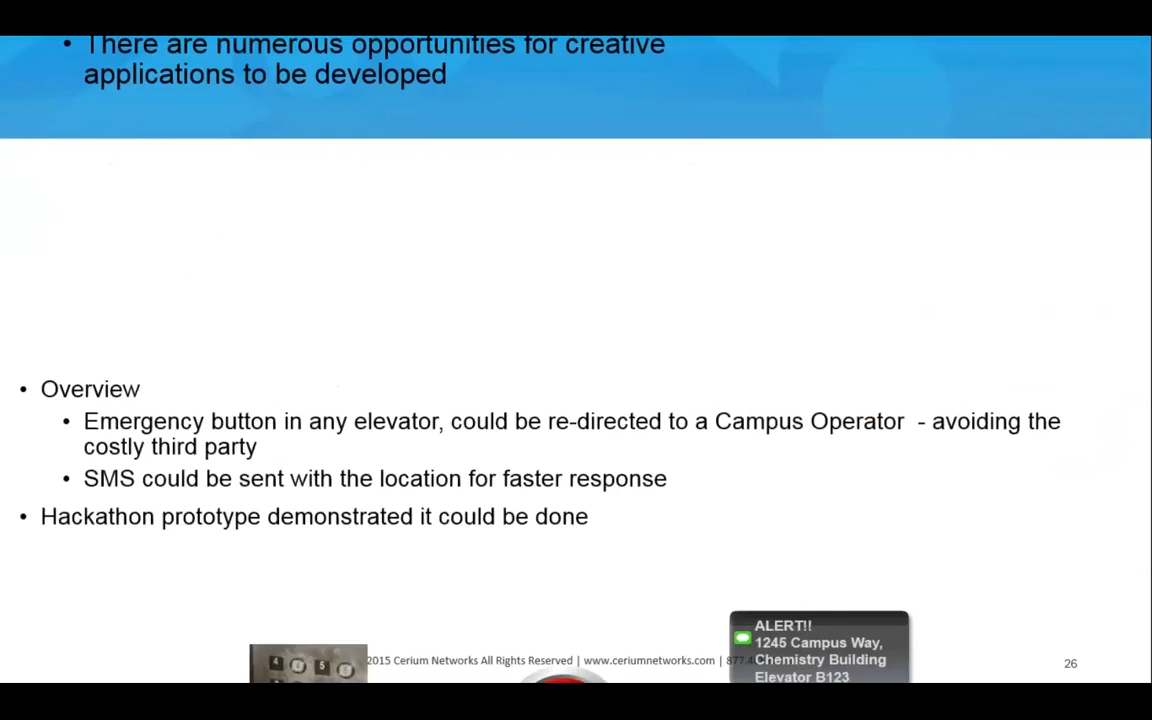 • There are numerous opportunities for creative
applications to be developed
• Overview
• Emergency button in any elevator, could be re-directed to a Campus Operator - avoiding the
costly third party
• SMS could be sent with the location for faster response
• Hackathon prototype demonstrated it could be done
ALERT!!
1245 Campus Way,
Chemistry Building
Elevator B123
4 5
2015 Cerium Networks All Rights Reserved | www.ceriumnetworks.com | 877.
26